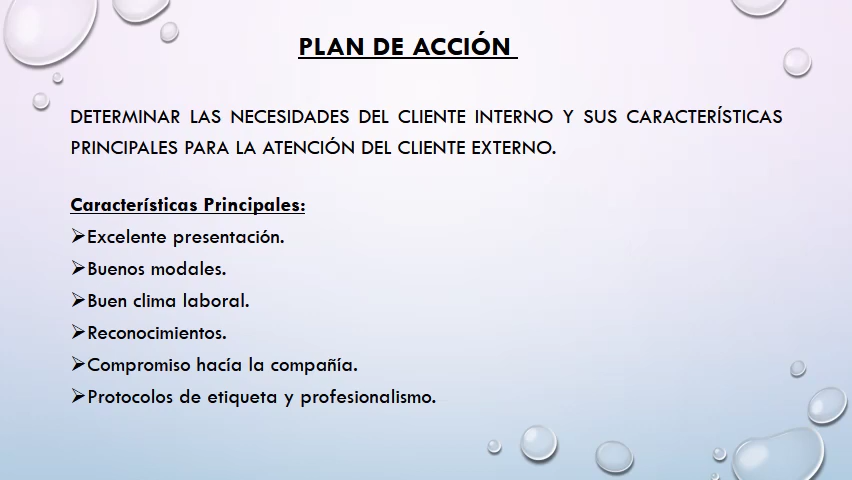 PLAN DE ACCIÓN
DETERMINAR LAS NECESIDADES DEL CLIENTE INTERNO Y SUS CARACTERÍSTICAS
PRINCIPALES PARA LA ATENCIÓN DEL CLIENTE EXTERNO.
Características Principales:
➢Excelente presentación.
➢Buenos modales.
➢Buen clima laboral.
➢Reconocimientos.
➢Compromiso hacía la compañía.
➢Protocolos de etiqueta y profesionalismo.